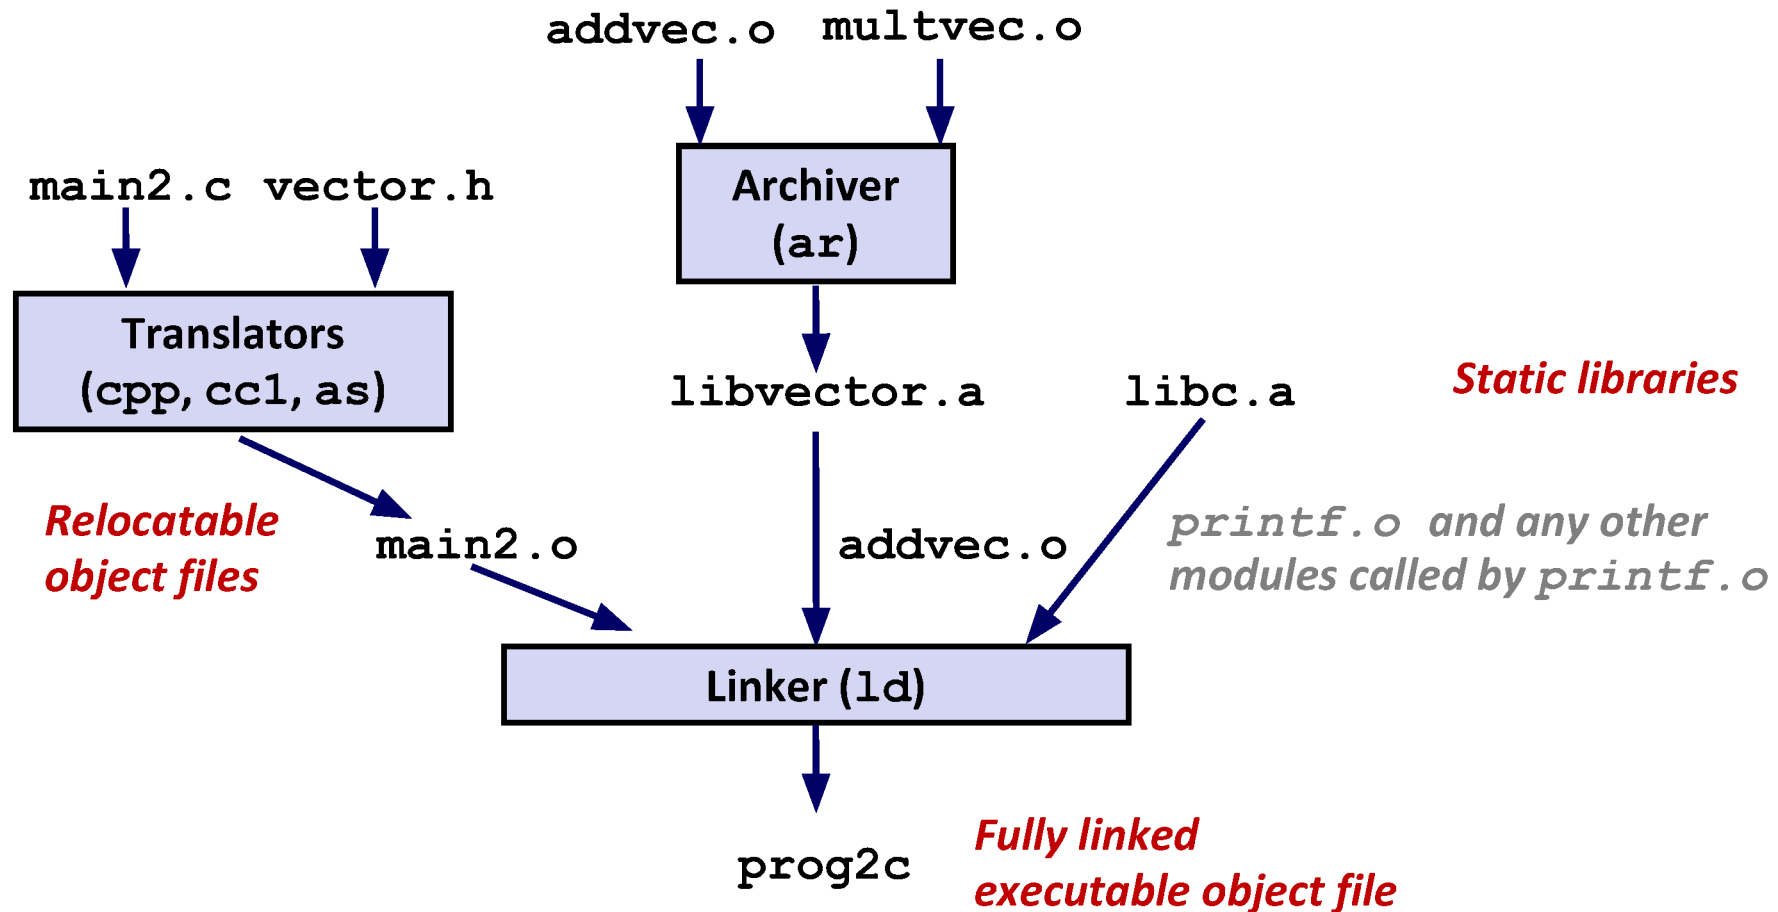 addvec.o multvec.o
main2.c vector.h
Archiver
(ar)
Translators
(cpp, cc1, as)
libvector.a
libc.a
Static libraries
Relocatable
object files
main2.o
addvec.o
printf.o and any other
modules called by printf.o
Linker (ld)
prog2c
Fully linked
executable object file